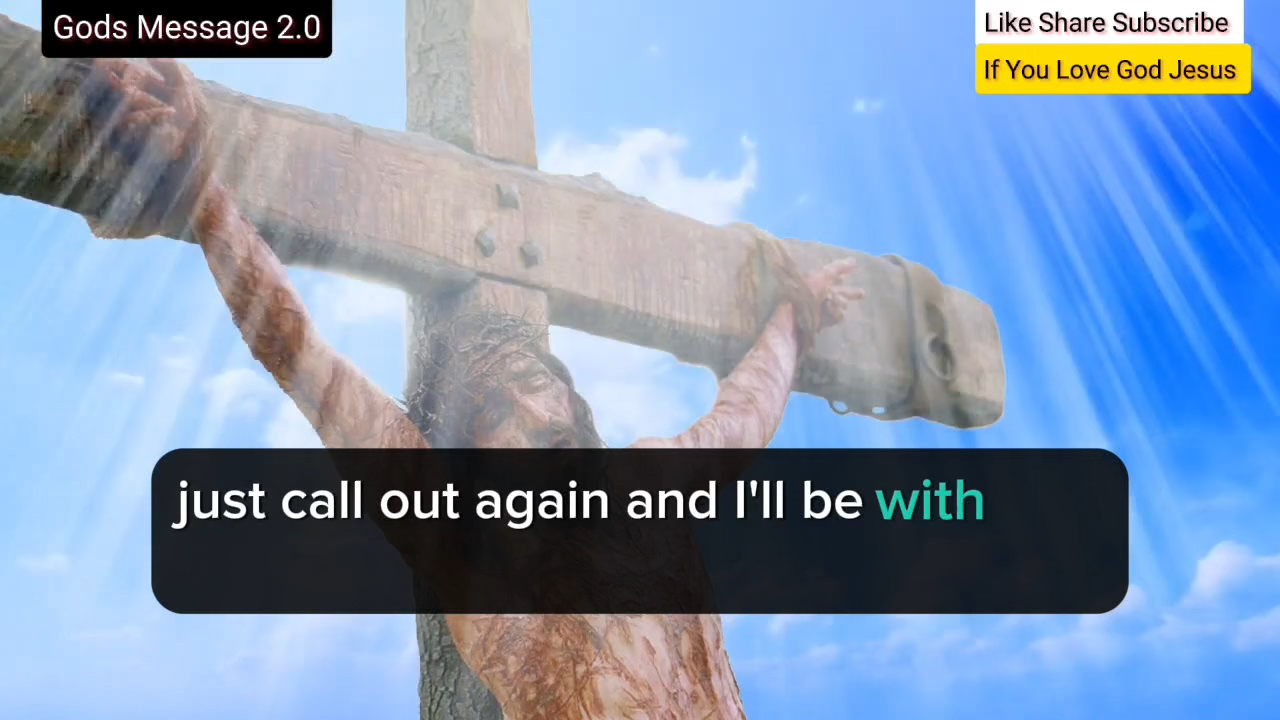 Gods Message 2.0
Like Share Subscribe
If You Love God Jesus
just call out again and I'll be with